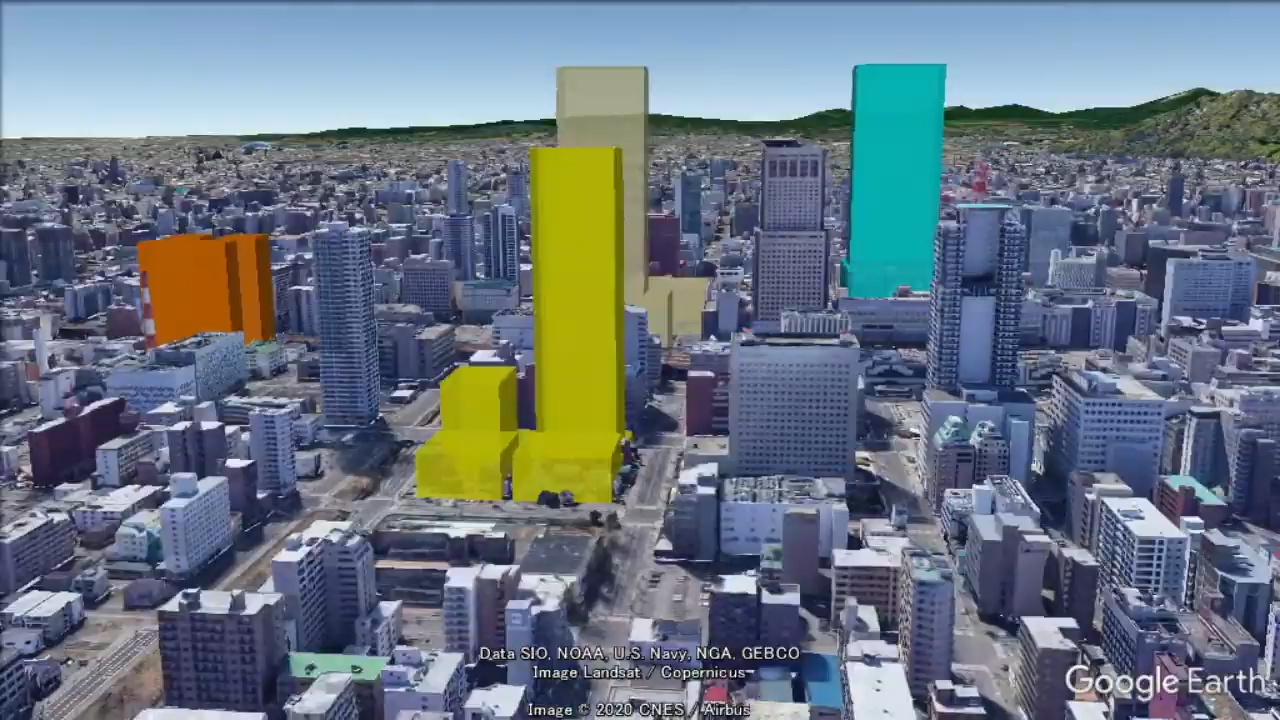 Data SIO, NOAA, U.S. Navy, NGA, GEBCO
Image Landsat / Copernicus
Image © 2020 CNES / Airbus
Google Earth